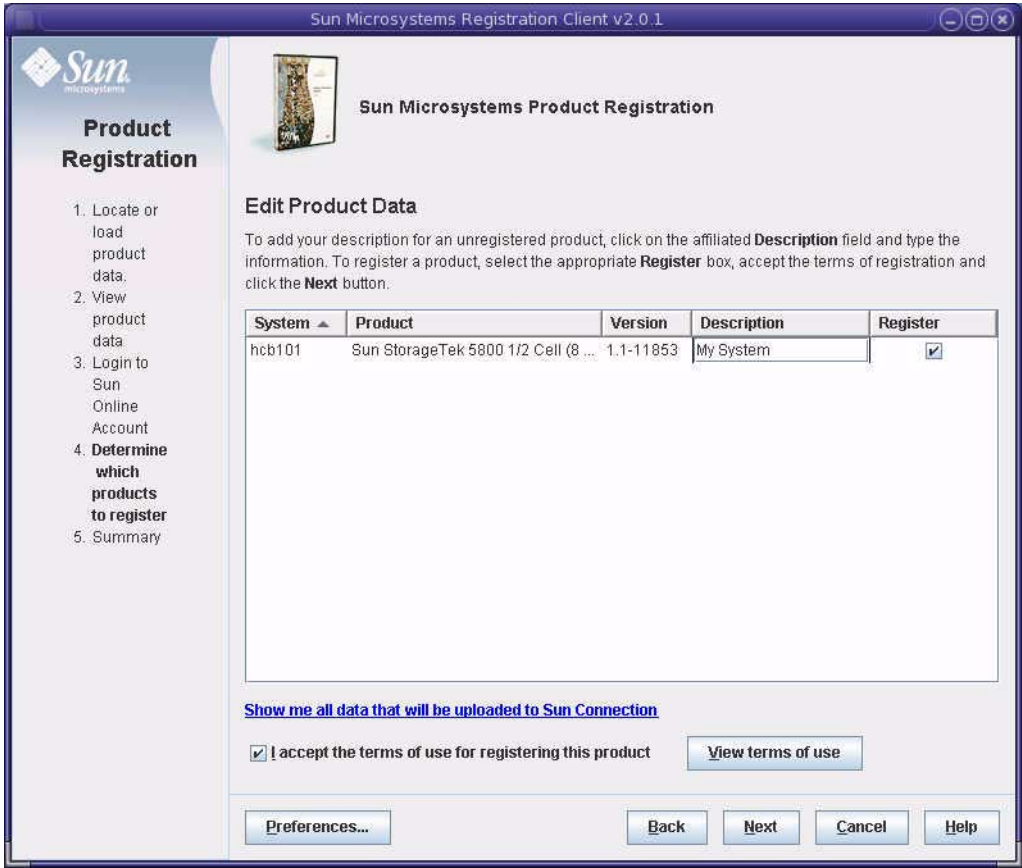 Sun Microsystems Registration Client v2.0.1
Sun
microsystems
Product
Registration
1. Locate or
load
product
data.
2. View
product
data
3. Login to
Sun
Online
Account
4. Determine
which
products
to register
5. Summary
Sun Microsystems Product Registration
Edit Product Data
To add your description for an unregistered product, click on the affiliated Description field and type the
information. To register a product, select the appropriate Register box, accept the terms of registration and
click the Next button.
System Product Version Description Register
hcb101 Sun StorageTek 5800 1/2 Cell (8 ... 1.1-11853 My System
Show me all data that will be uploaded to Sun Connection
I accept the terms of use for registering this product View terms of use
Preferences... Back Next Cancel Help